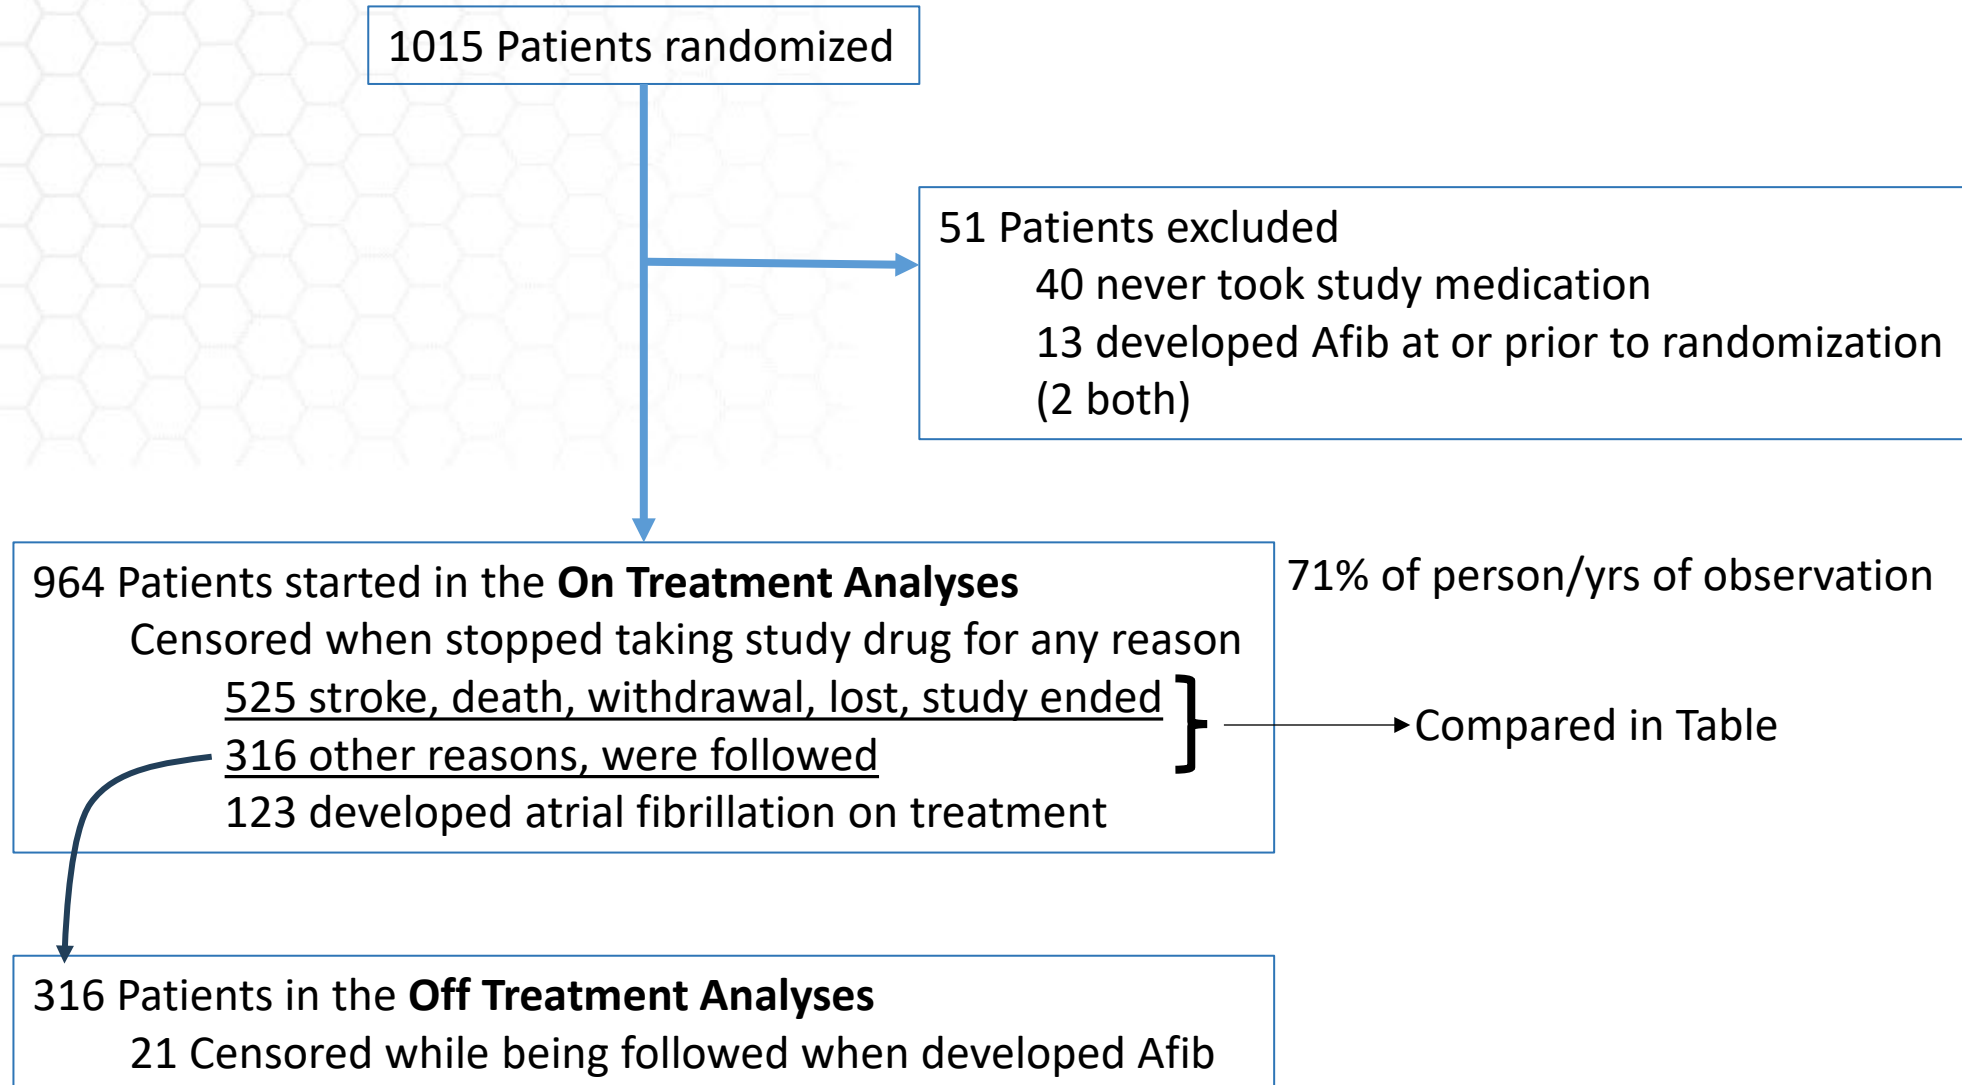 1015 Patients randomized
51 Patients excluded
40 never took study medication
13 developed Afib at or prior to randomization
(2 both)
964 Patients started in the On Treatment Analyses
71% of person/yrs of observation
Censored when stopped taking study drug for any reason
525 stroke, death, withdrawal, lost, study ended
316 other reasons, were followed
Compared in Table
123 developed atrial fibrillation on treatment
316 Patients in the Off Treatment Analyses
21 Censored while being followed when developed Afib